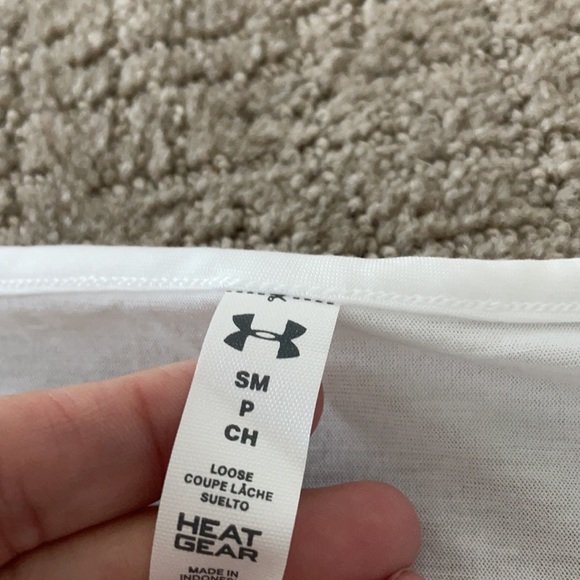 SM
P
CH
LOOSE
COUPE LÂCHE
SUELTO
HEAT
GEAR
MADE IN